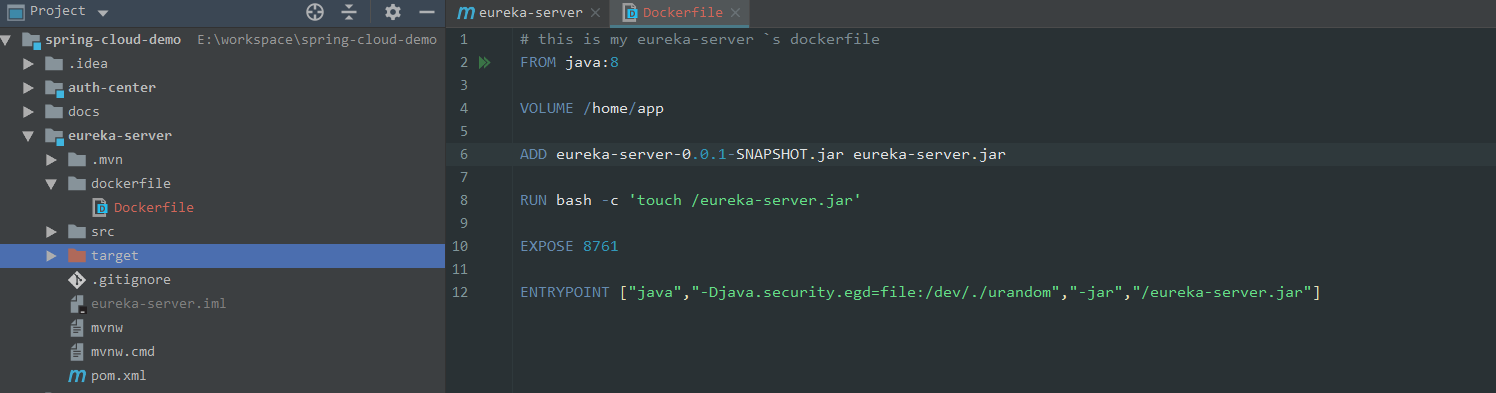 Project
spring-cloud-demo E:\workspace\spring-cloud-demo
.idea
auth-center
docs
eureka-server
.mvn
dockerfile
Dockerfile
src
target
.gitignore
eureka-server.iml
mvnw
mvnw.cmd
pom.xml
eureka-server
Dockerfile
1 # this is my eureka-server `s dockerfile
2 FROM java:8
3
4 VOLUME /home/app
5
6 ADD eureka-server-0.0.1-SNAPSHOT.jar eureka-server.jar
7
8 RUN bash -c 'touch /eureka-server.jar'
9
10 EXPOSE 8761
11
12 ENTRYPOINT ["java","-Djava.security.egd=file:/dev/./urandom","-jar","/eureka-server.jar"]